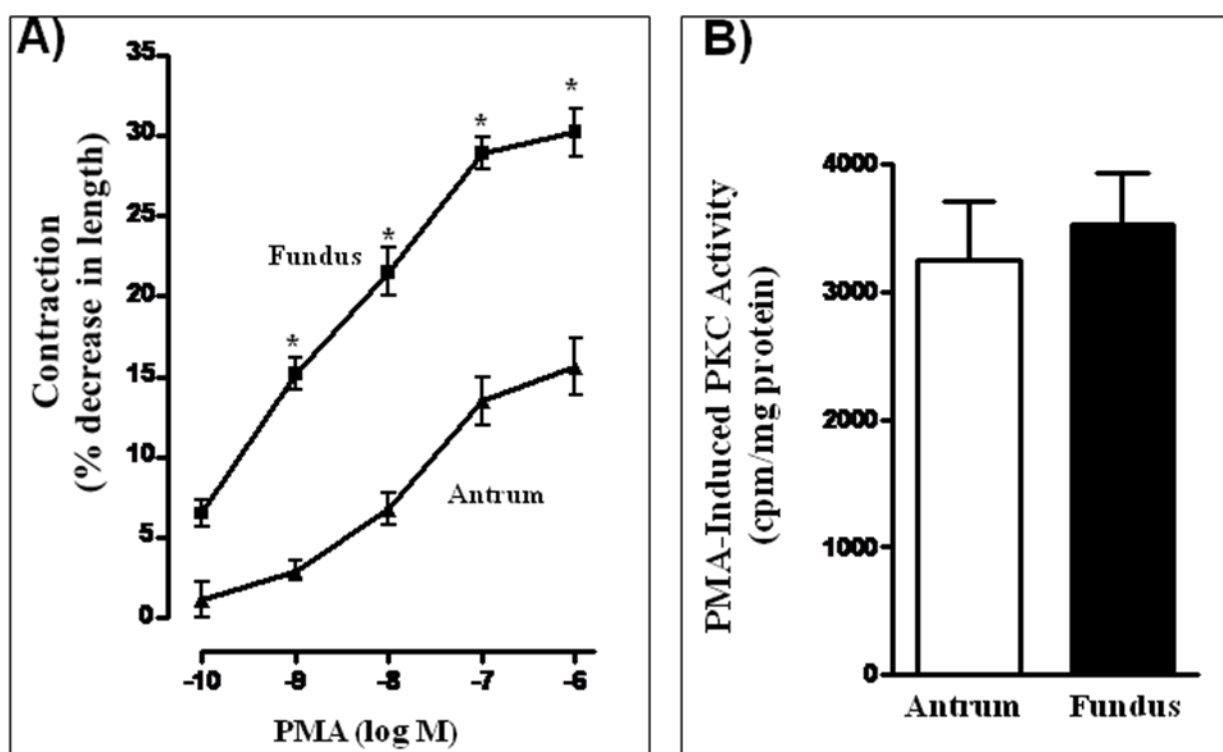 A)
Contraction
(% decrease in length)
35
30
25
20
15
10
5
0
*
*
*
*
Fundus
Antrum
-10
-9
-8
-7
-6
PMA (log M)
B)
PMA-Induced PKC Activity
(cpm/mg protein)
4000
3000
2000
1000
0
Antrum
Fundus